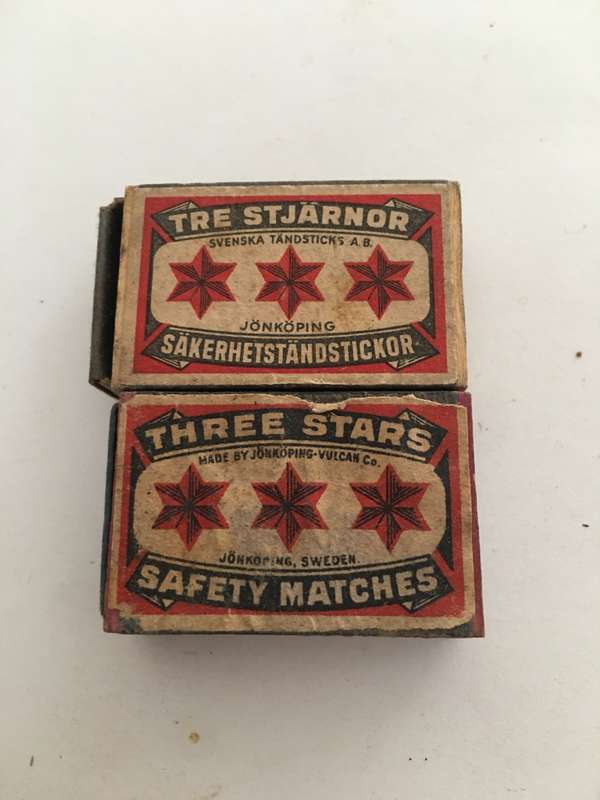 TRE STJÄRNOR
SVENSKA TÄNDSTICKS A.B.
JÖNKÖPING
SÄKERHETSTÄNDSTICKOR
THREE STARS
MADE BY JÖNKÖPING-VULCAN Co.
JÖNKÖPING, SWEDEN.
SAFETY MATCHES